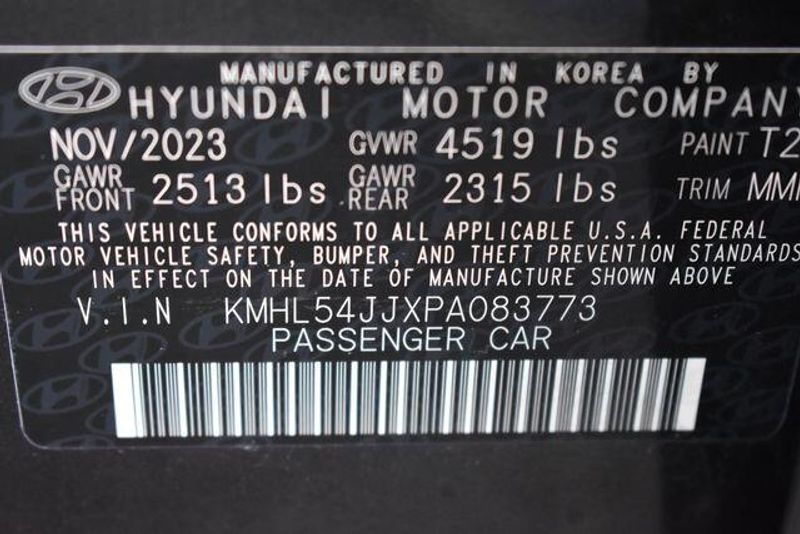 MANUFACTURED IN KOREA BY
HYUNDAI MOTOR COMPANY
NOV/2023 GVWR 4519 lbs PAINT T2
GAWR FRONT 2513 lbs GAWR REAR 2315 lbs TRIM MM
THIS VEHICLE CONFORMS TO ALL APPLICABLE U.S.A. FEDERAL
MOTOR VEHICLE SAFETY, BUMPER, AND THEFT PREVENTION STANDARDS
IN EFFECT ON THE DATE OF MANUFACTURE SHOWN ABOVE
V.I.N KMHL54JJXPA083773
PASSENGER CAR